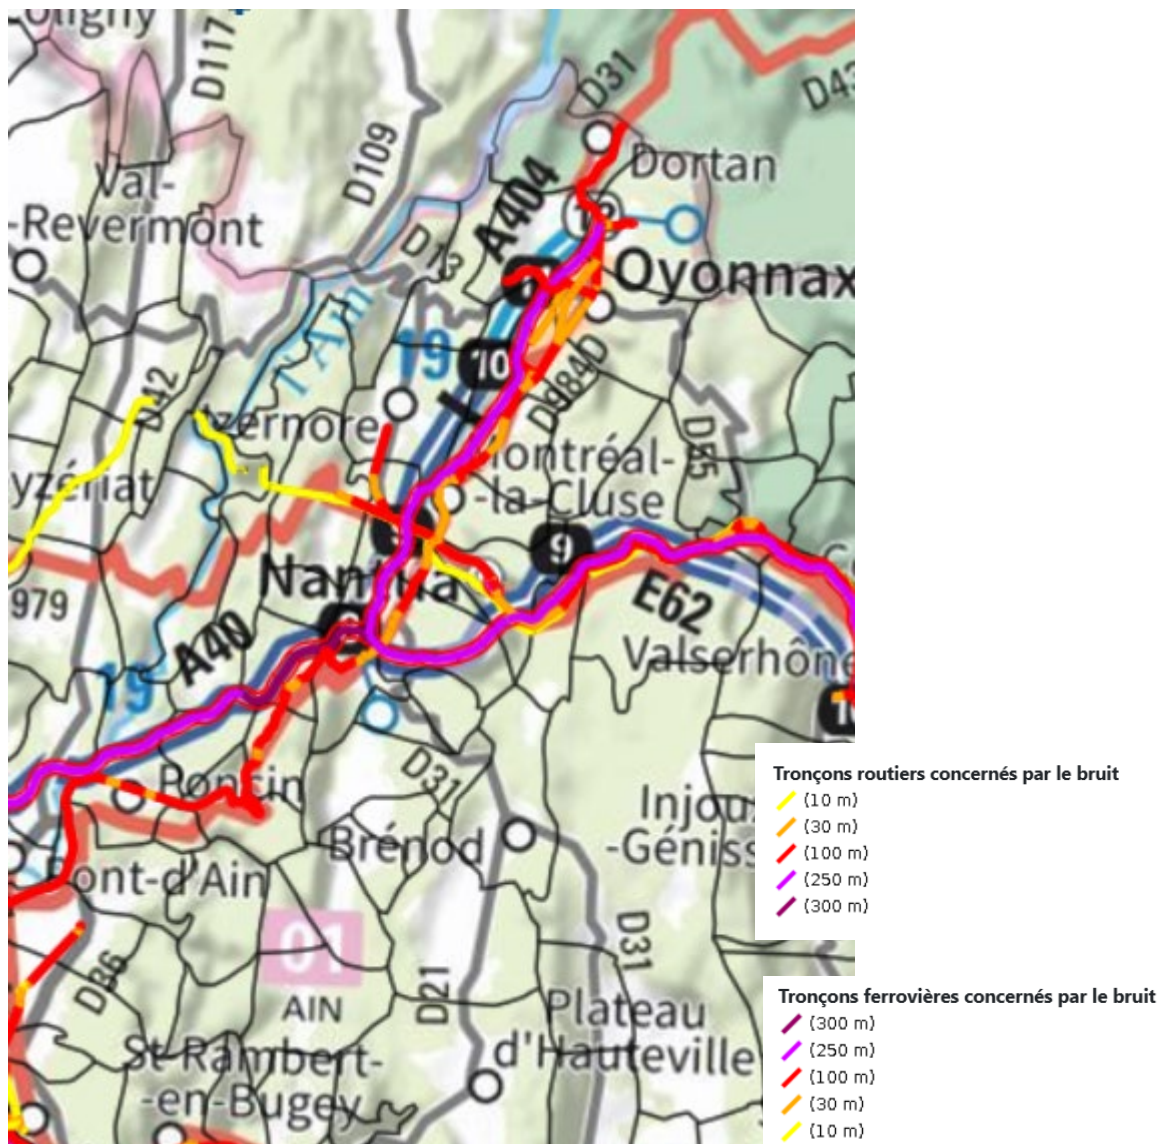 D117
D31
D43
Dortan
D109
Val-
-Revermont
A404
D13
Oyonnax
l'Ain
19
10
D984D
D42
Izernore
D55
Montréal-
-la-Cluse
yzériat
9
Nantua
979
E62
A40
Valserhône
19
10
Poncin
D31
Tronçons routiers concernés par le bruit
(10 m)
(30 m)
(100 m)
(250 m)
(300 m)
Injoux
-Géniss
Brénod
Pont-d'Ain
01
AIN
D36
D21
D31
Plateau
d'Hauteville
St-Rambert-
-en-Bugey
Tronçons ferrovières concernés par le bruit
(300 m)
(250 m)
(100 m)
(30 m)
(10 m)